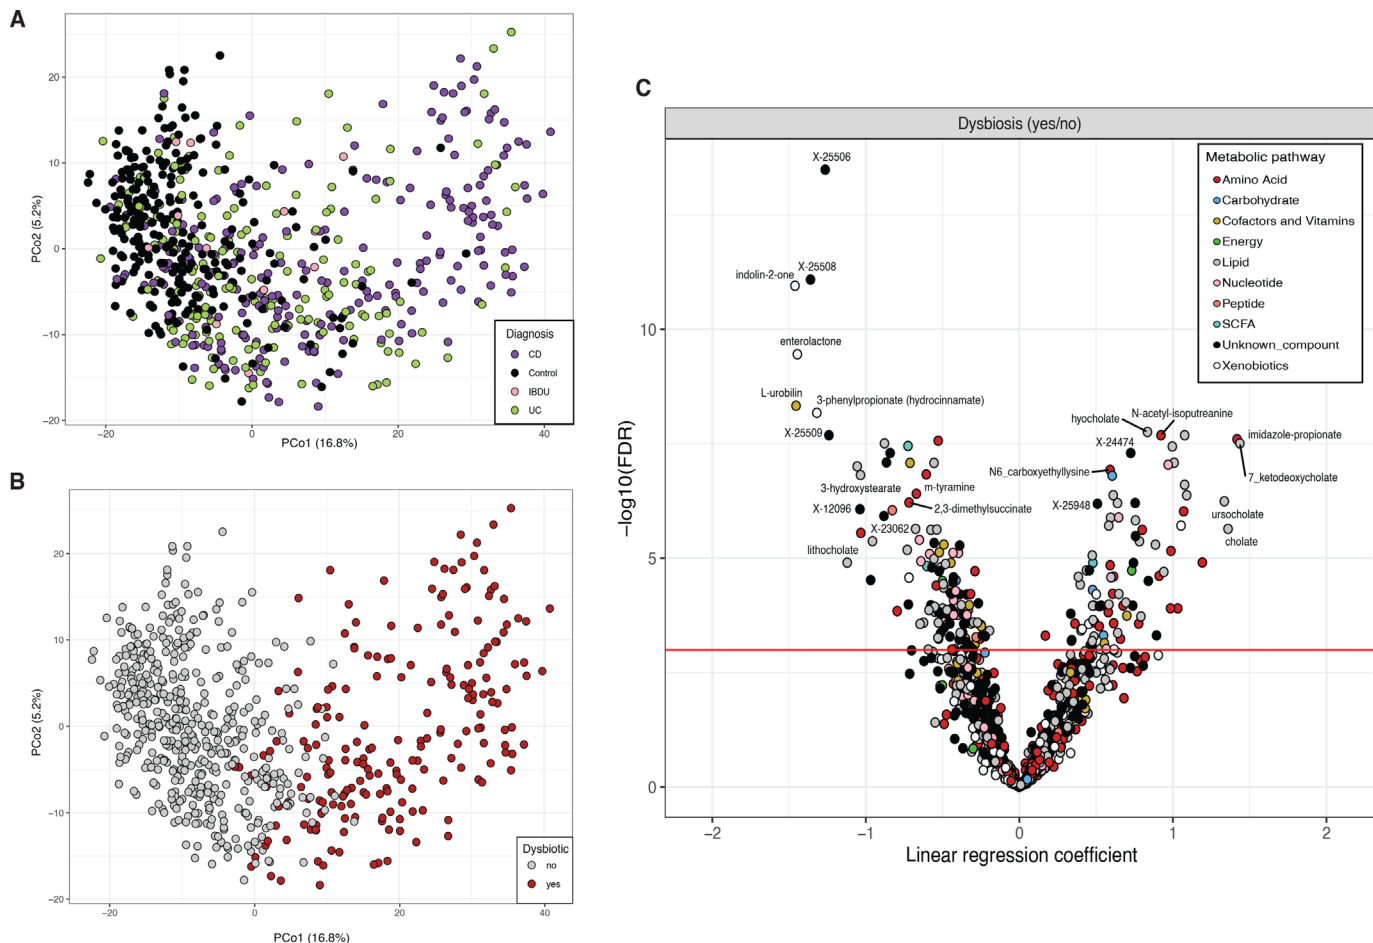 A
20
10
0
−10
−20
PCo2 (5.2%)
−20
0
20
40
PCo1 (16.8%)
Diagnosis
CD
Control
IBDU
UC
B
20
10
0
−10
−20
PCo2 (5.2%)
−20
0
20
40
PCo1 (16.8%)
Dysbiotic
no
yes
C
Dysbiosis (yes/no)
Metabolic pathway
Amino Acid
Carbohydrate
Cofactors and Vitamins
Energy
Lipid
Nucleotide
Peptide
SCFA
Unknown_compound
Xenobiotics
X-25506
X-25508
indolin-2-one
enterolactone
L-urobilin
3-phenylpropionate (hydrocinnamate)
X-25509
hyocholate
N-acetyl-isoputreanine
X-24474
imidazole-propionate
7_ketodeoxycholate
N6_carboxyethyllysine
3-hydroxystearate
m-tyramine
X-12096
2,3-dimethylsuccinate
X-25948
ursocholate
X-23062
cholate
lithocholate
10
5
0
−log10(FDR)
−2
−1
0
1
2
Linear regression coefficient